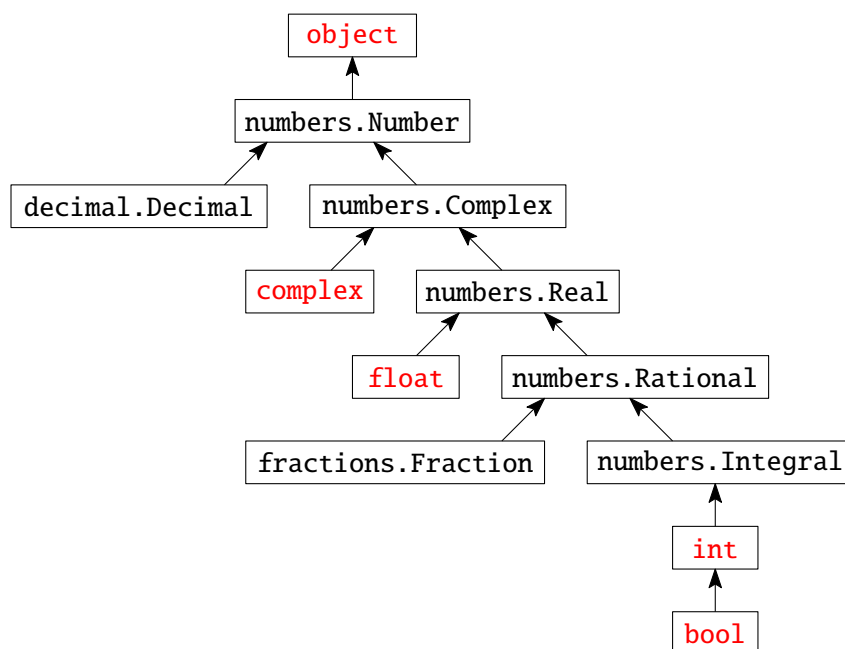 object
numbers.Number
decimal.Decimal
numbers.Complex
complex
numbers.Real
float
numbers.Rational
fractions.Fraction
numbers.Integral
int
bool